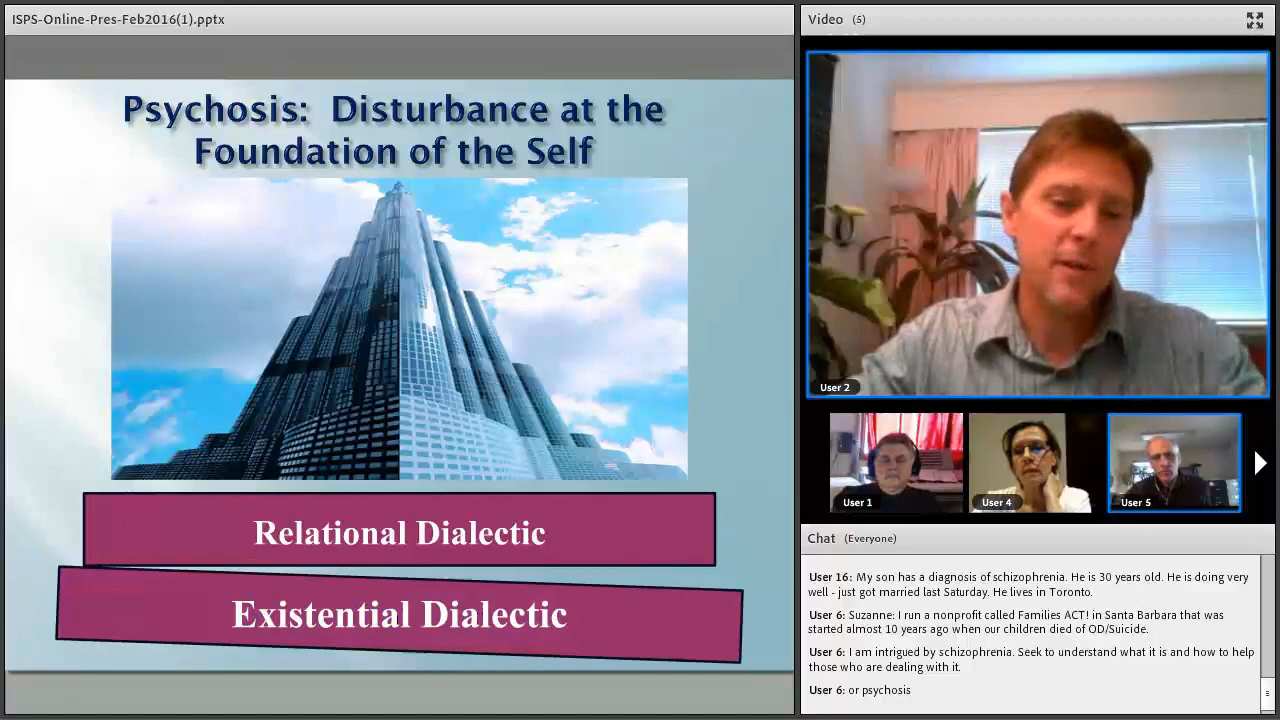 ISPS-Online-Pres-Feb2016(1).pptx
Psychosis: Disturbance at the
Foundation of the Self
Relational Dialectic
Existential Dialectic
Video (5)
User 2
User 1
User 4
User 5
Chat (Everyone)
User 16: My son has a diagnosis of schizophrenia. He is 30 years old. He is doing very
well - just got married last Saturday. He lives in Toronto.
User 6: Suzanne: I run a nonprofit called Families ACT! in Santa Barbara that was
started almost 10 years ago when our children died of OD/Suicide.
User 6: I am intrigued by schizophrenia. Seek to understand what it is and how to help
those who are dealing with it.
User 6: or psychosis